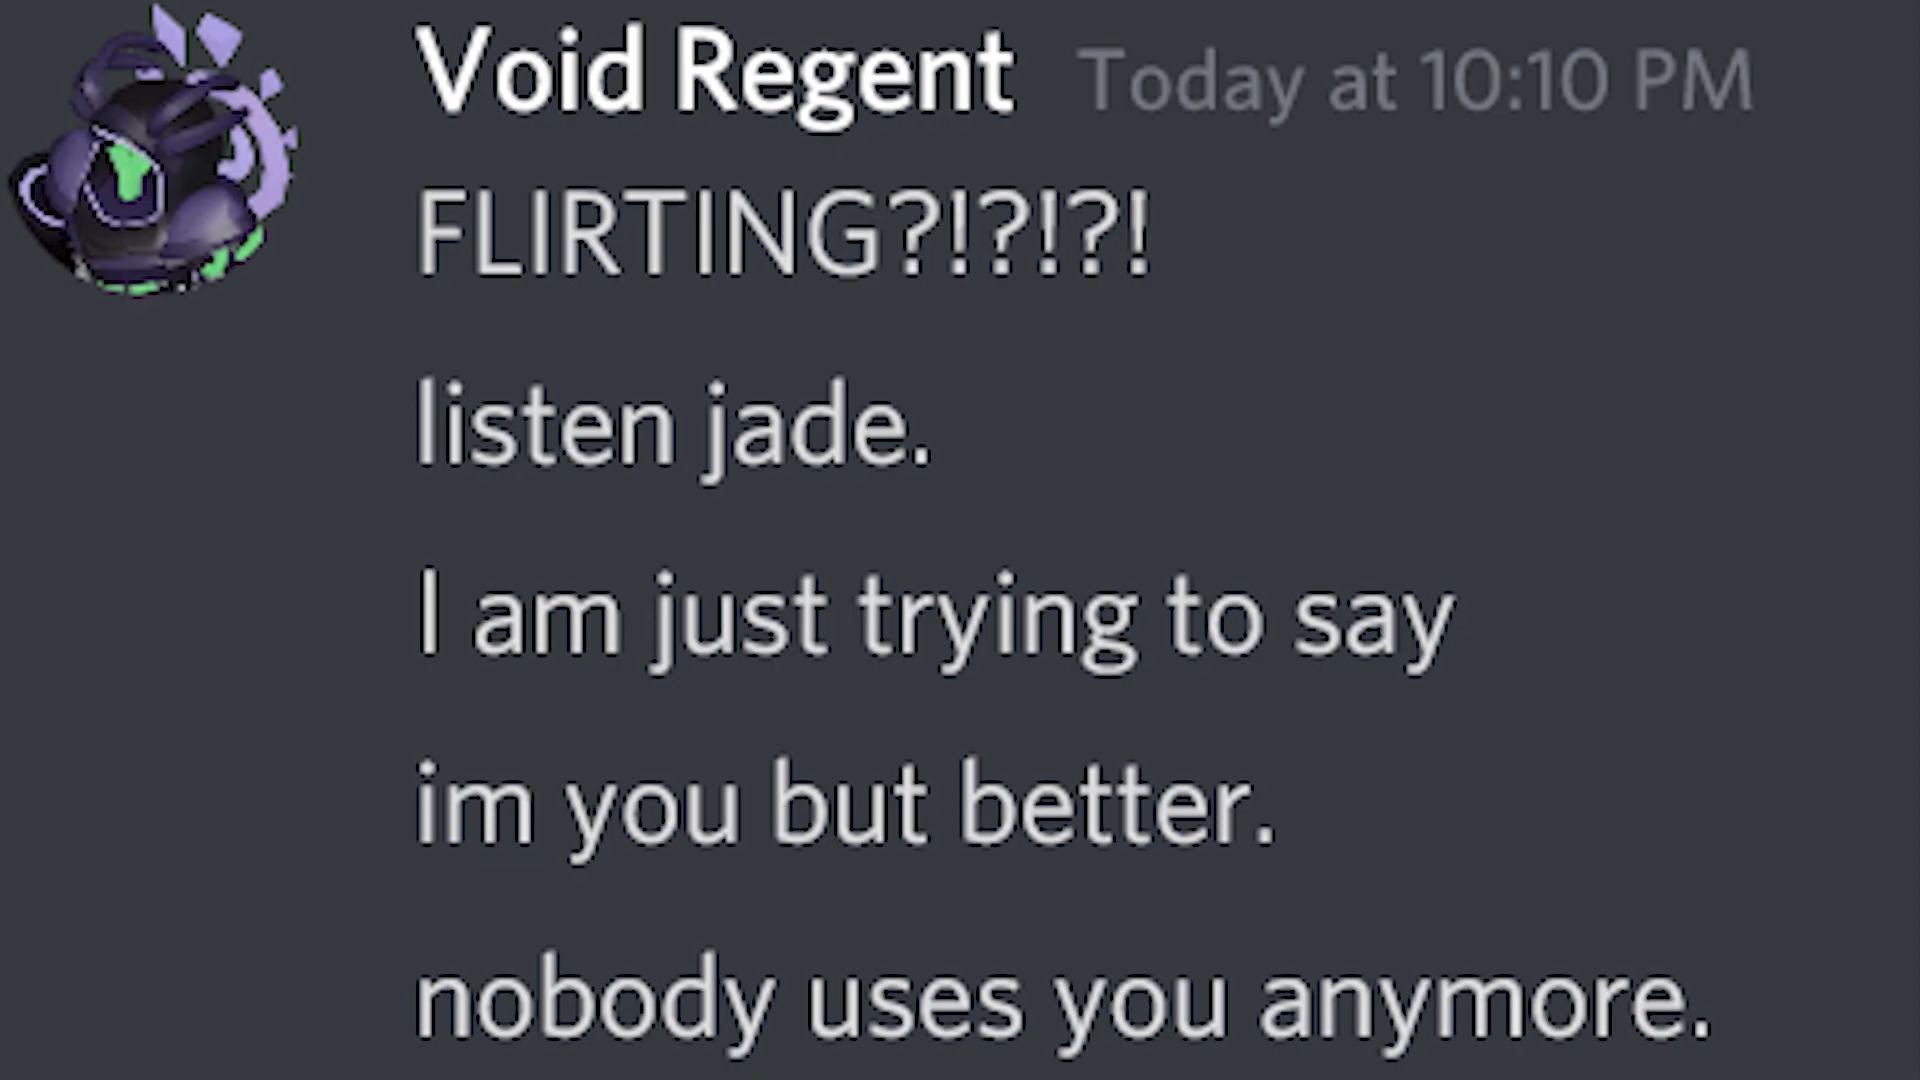 Void Regent Today at 10:10 PM
FLIRTING?!?!?!
listen jade.
I am just trying to say
im you but better.
nobody uses you anymore.